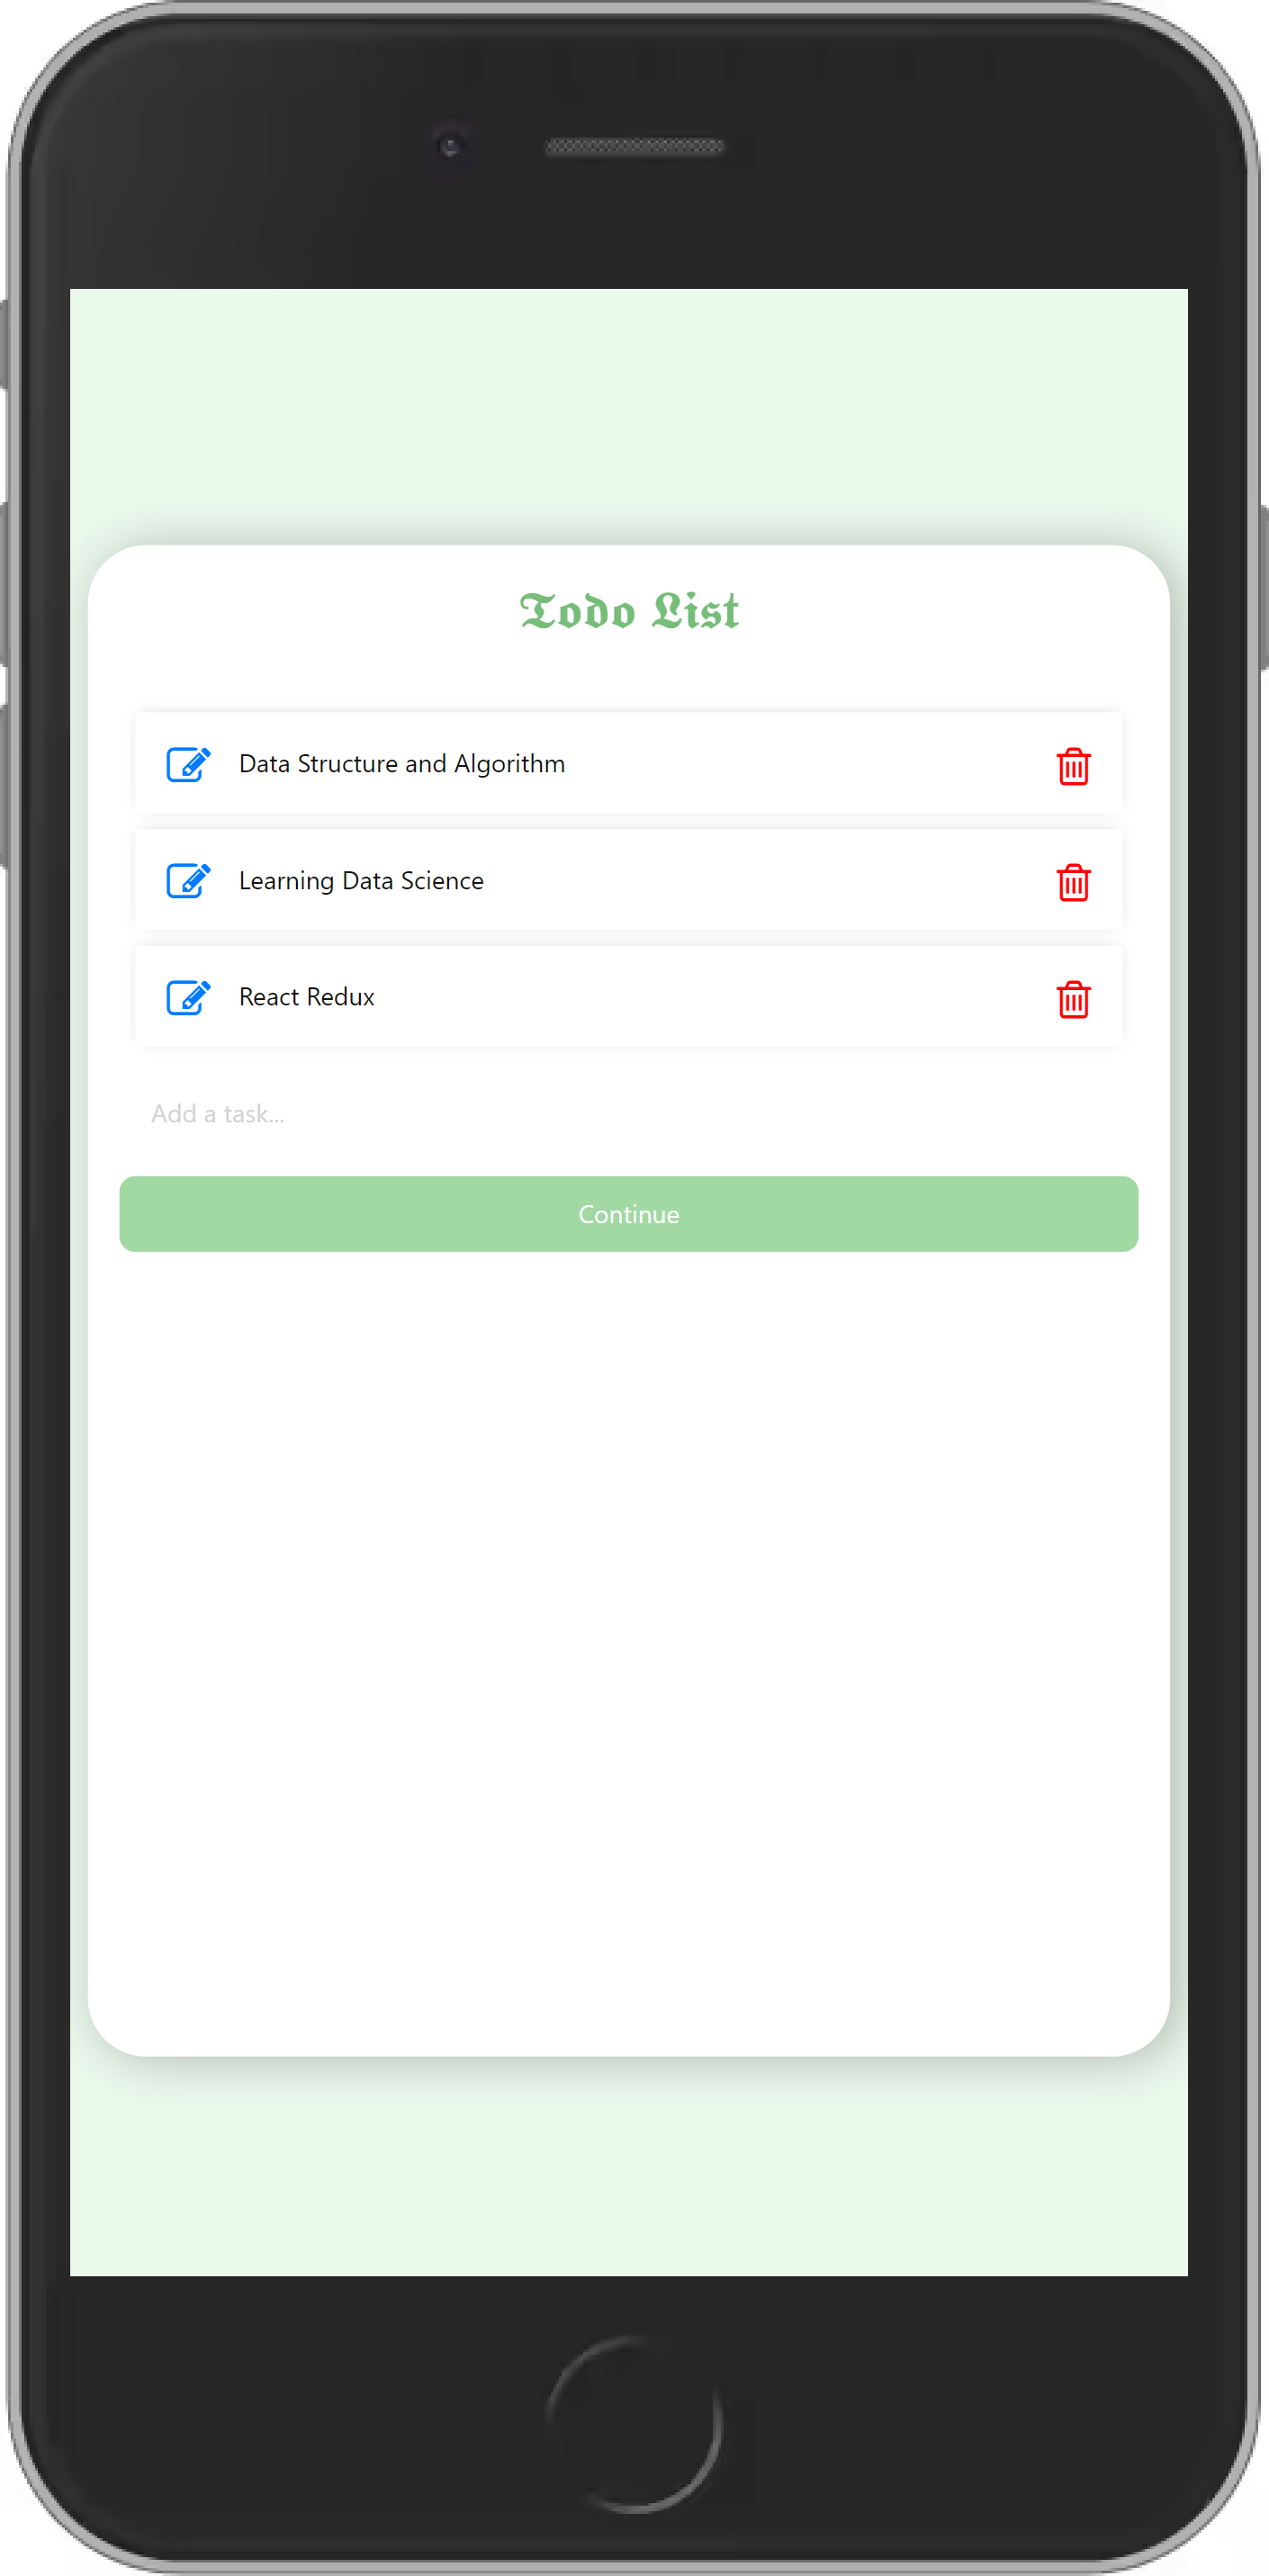 Todo List
Data Structure and Algorithm
Learning Data Science
React Redux
Add a task...
Continue